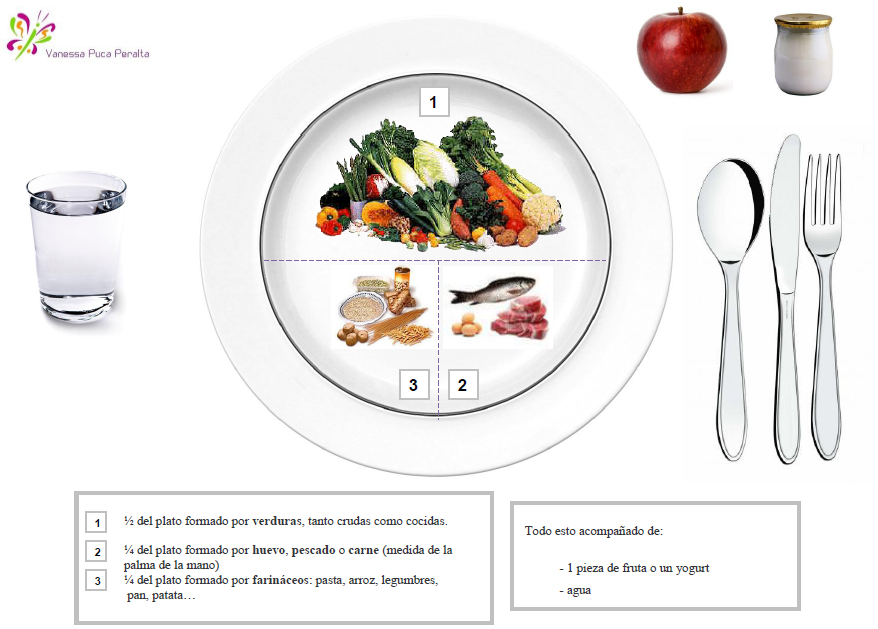 Vanessa Puca Peralta
1
3
2
1 ½ del plato formado por verduras, tanto crudas como cocidas.
2 ¼ del plato formado por huevo, pescado o carne (medida de la
palma de la mano)
3 ¼ del plato formado por farináceos: pasta, arroz, legumbres,
pan, patata…
Todo esto acompañado de:
- 1 pieza de fruta o un yogurt
- agua